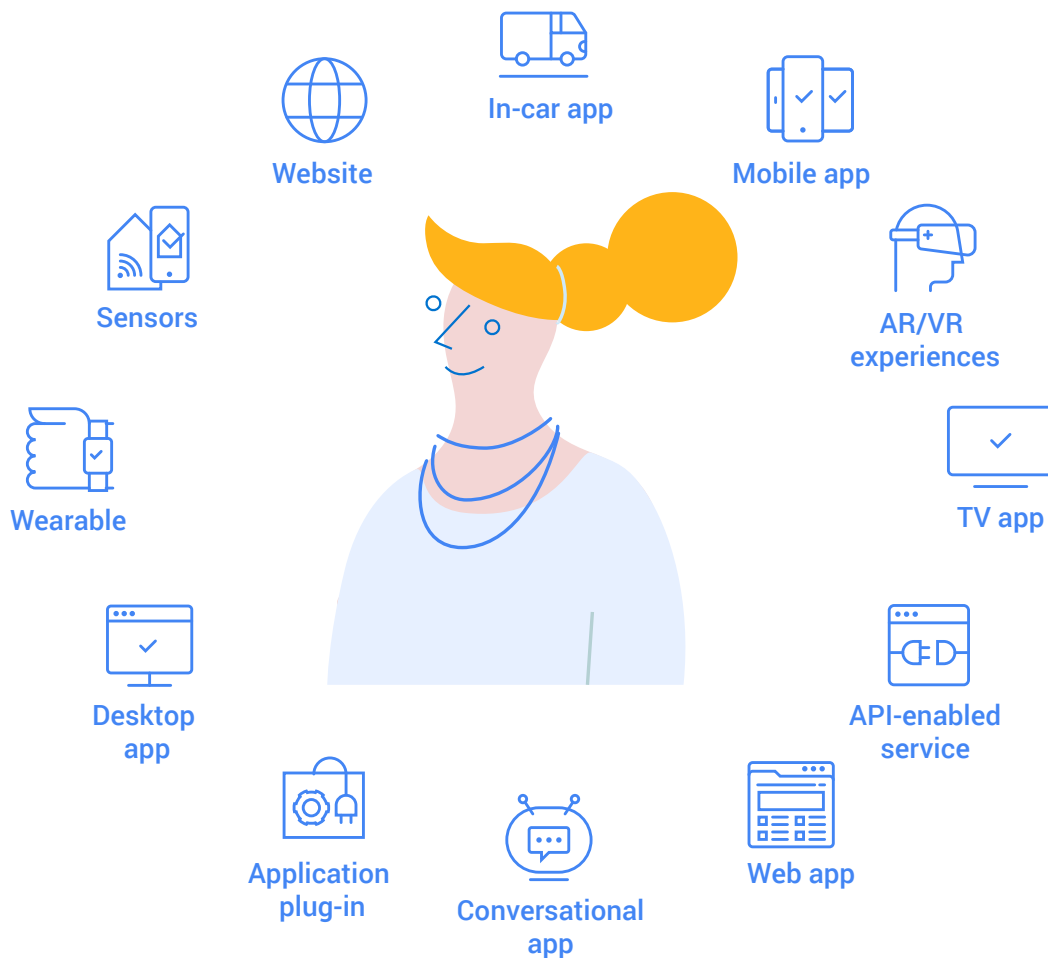 In-car app
Website
Mobile app
Sensors
AR/VR
experiences
Wearable
TV app
Desktop
app
API-enabled
service
Application
plug-in
Web app
Conversational
app